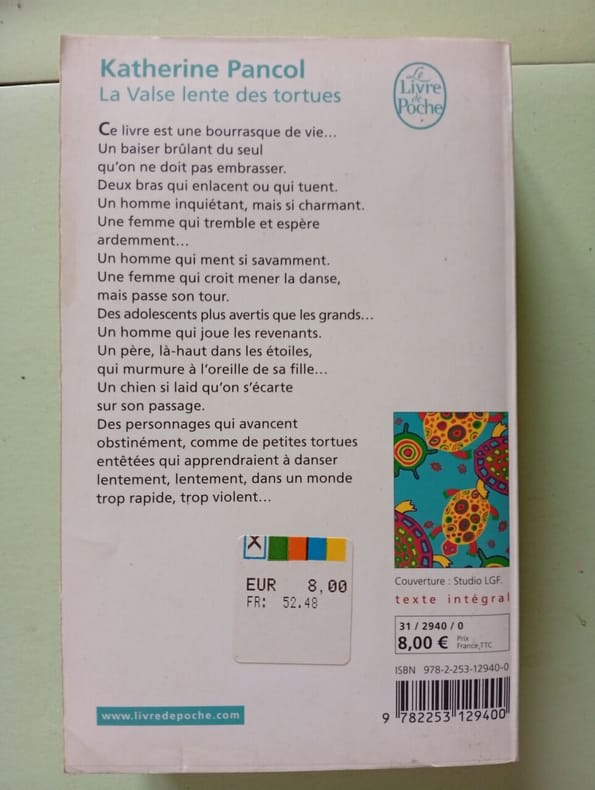 Katherine Pancol
La Valse lente des tortues
Le
Livre
de
Poche
Ce livre est une bourrasque de vie...
Un baiser brûlant du seul
qu'on ne doit pas embrasser.
Deux bras qui enlacent ou qui tuent.
Un homme inquiétant, mais si charmant.
Une femme qui tremble et espère
ardemment...
Un homme qui ment si savamment.
Une femme qui croit mener la danse,
mais passe son tour.
Des adolescents plus avertis que les grands...
Un homme qui joue les revenants.
Un père, là-haut dans les étoiles,
qui murmure à l'oreille de sa fille...
Un chien si laid qu'on s'écarte
sur son passage.
Des personnages qui avancent
obstinément, comme de petites tortues
entêtées qui apprendraient à danser
lentement, lentement, dans un monde
trop rapide, trop violent...
X
EUR 8,00
FR: 52.48
Couverture : Studio LGF.
texte intégral
31 / 2940 / 0
8,00 € Prix
France TTC
ISBN 978-2-253-12940-0
9 782253 129400
www.livredepoche.com